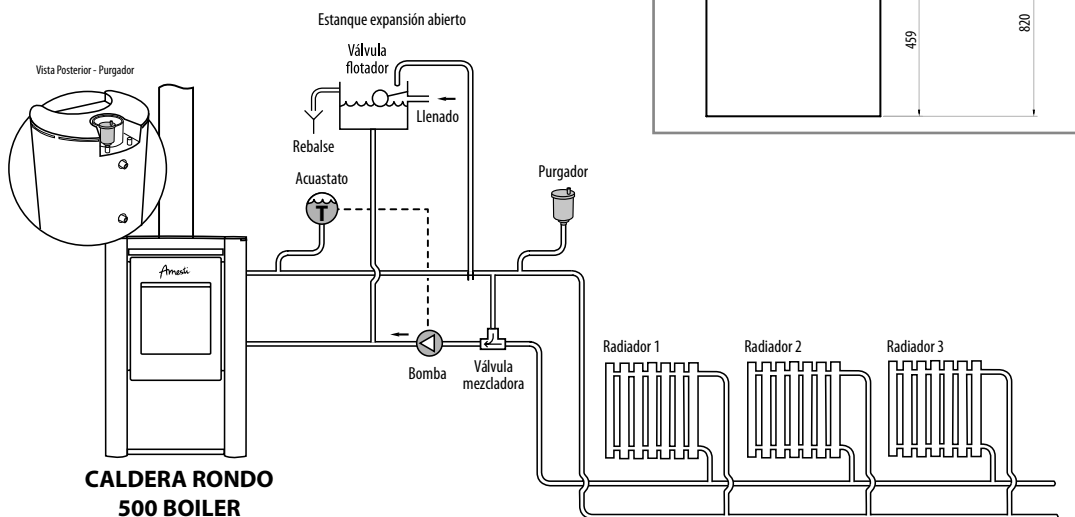 Estanque expansión abierto
Válvula
flotador
Vista Posterior - Purgador
Llenado
Rebalse
Acuastato
T
Purgador
Amesti
Bomba
Válvula
mezcladora
Radiador 1
Radiador 2
Radiador 3
CALDERA RONDO
500 BOILER
459
820